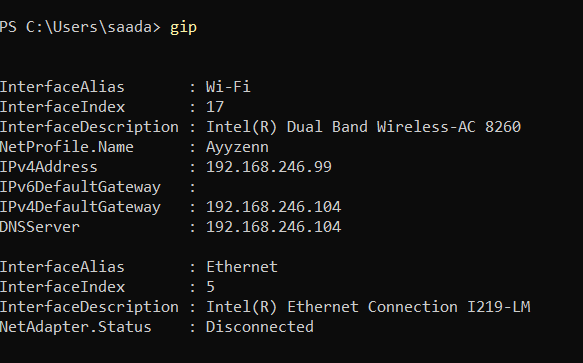 PS C:\Users\saada> gip
InterfaceAlias       : Wi-Fi
InterfaceIndex       : 17
InterfaceDescription : Intel(R) Dual Band Wireless-AC 8260
NetProfile.Name      : Ayyzenn
IPv4Address          : 192.168.246.99
IPv6DefaultGateway   :
IPv4DefaultGateway   : 192.168.246.104
DNSServer            : 192.168.246.104
InterfaceAlias       : Ethernet
InterfaceIndex       : 5
InterfaceDescription : Intel(R) Ethernet Connection I219-LM
NetAdapter.Status    : Disconnected